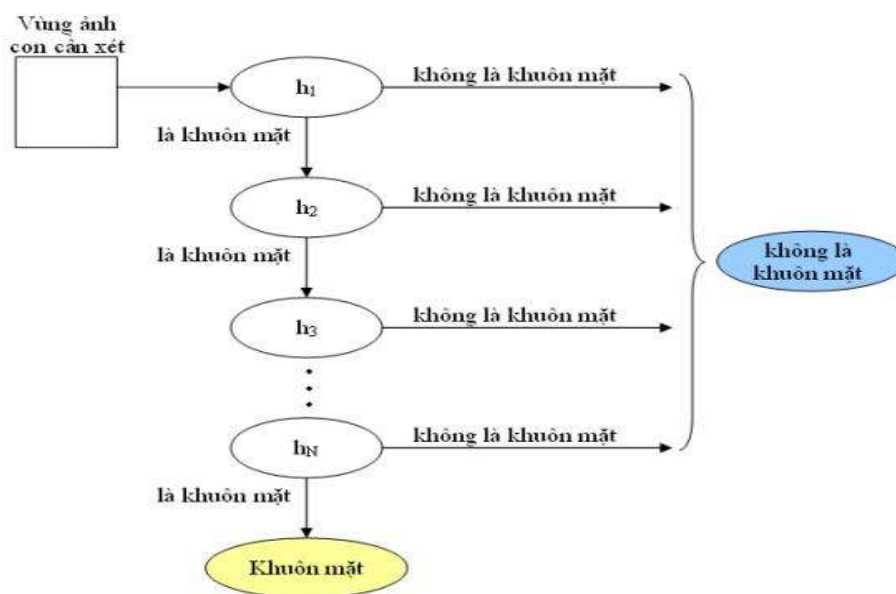 Vùng ảnh
con cần xét
h₁
không là khuôn mặt
là khuôn mặt
h₂
không là khuôn mặt
là khuôn mặt
không là
khuôn mặt
h₃
không là khuôn mặt
h_N
không là khuôn mặt
là khuôn mặt
Khuôn mặt